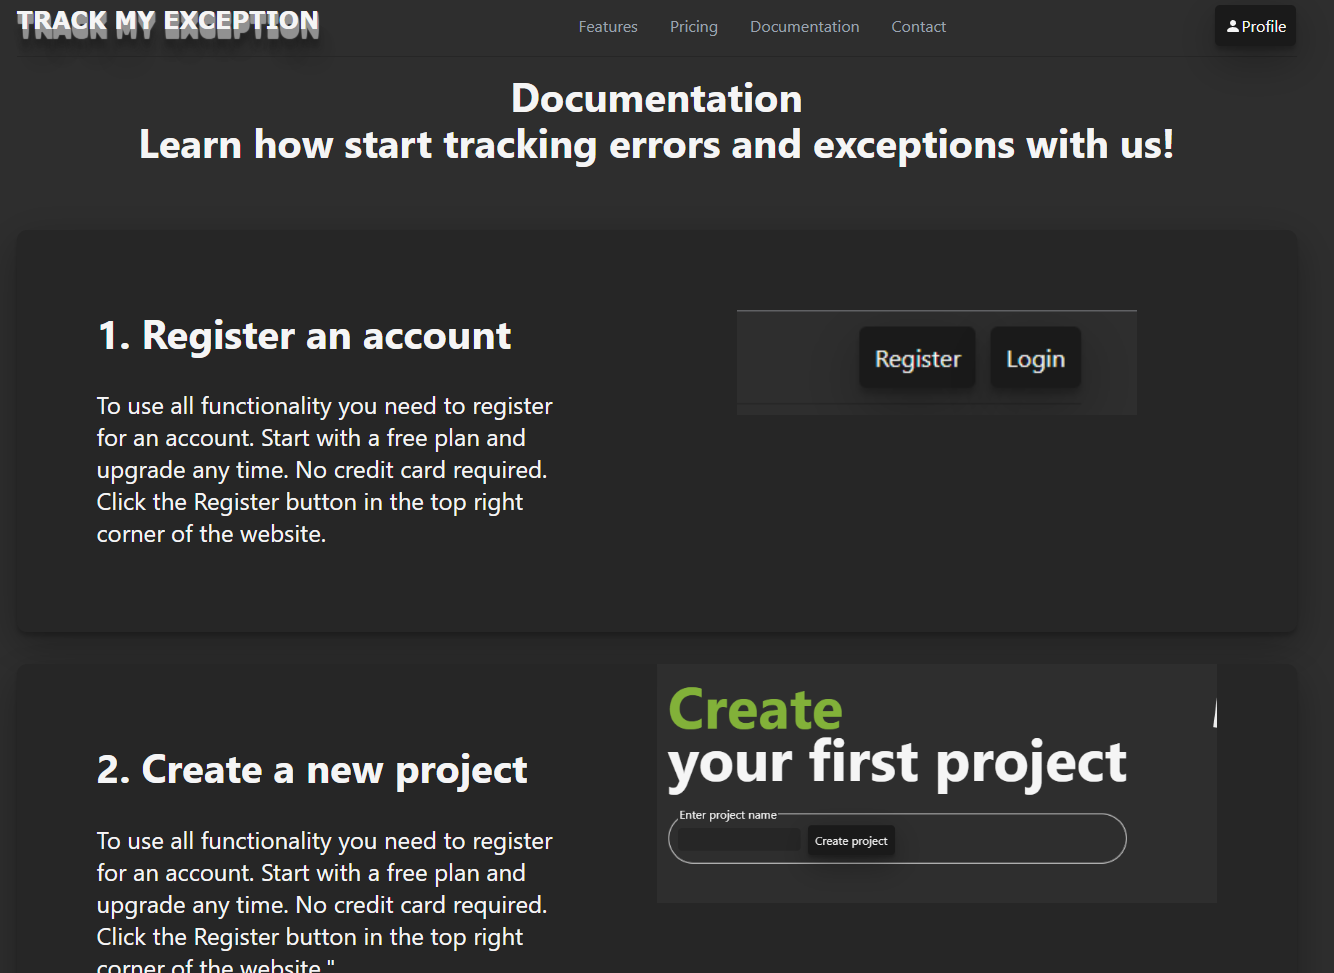 TRACK MY EXCEPTION
Features Pricing Documentation Contact
Profile
Documentation
Learn how start tracking errors and exceptions with us!
1. Register an account
To use all functionality you need to register
for an account. Start with a free plan and
upgrade any time. No credit card required.
Click the Register button in the top right
corner of the website.
Register Login
2. Create a new project
To use all functionality you need to register
for an account. Start with a free plan and
upgrade any time. No credit card required.
Click the Register button in the top right
corner of the website."
Create
your first project
Enter project name
Create project